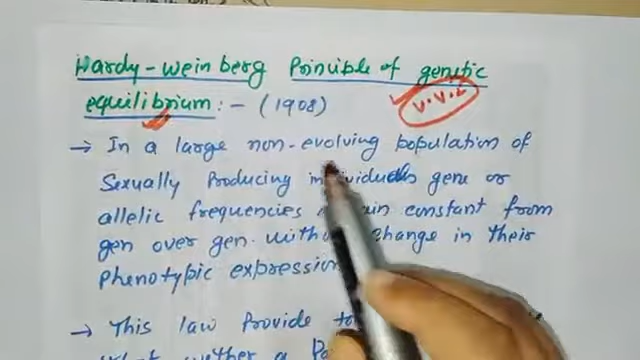 Hardy-Weinberg Principle of genetic
equilibrium:- (1908)
V.V.I
→ In a large non-evolving population of
Sexually Producing gene or
allelic frequencies constant from
gen over gen. change in their
Phenotypic expression
→ This law Provide
a